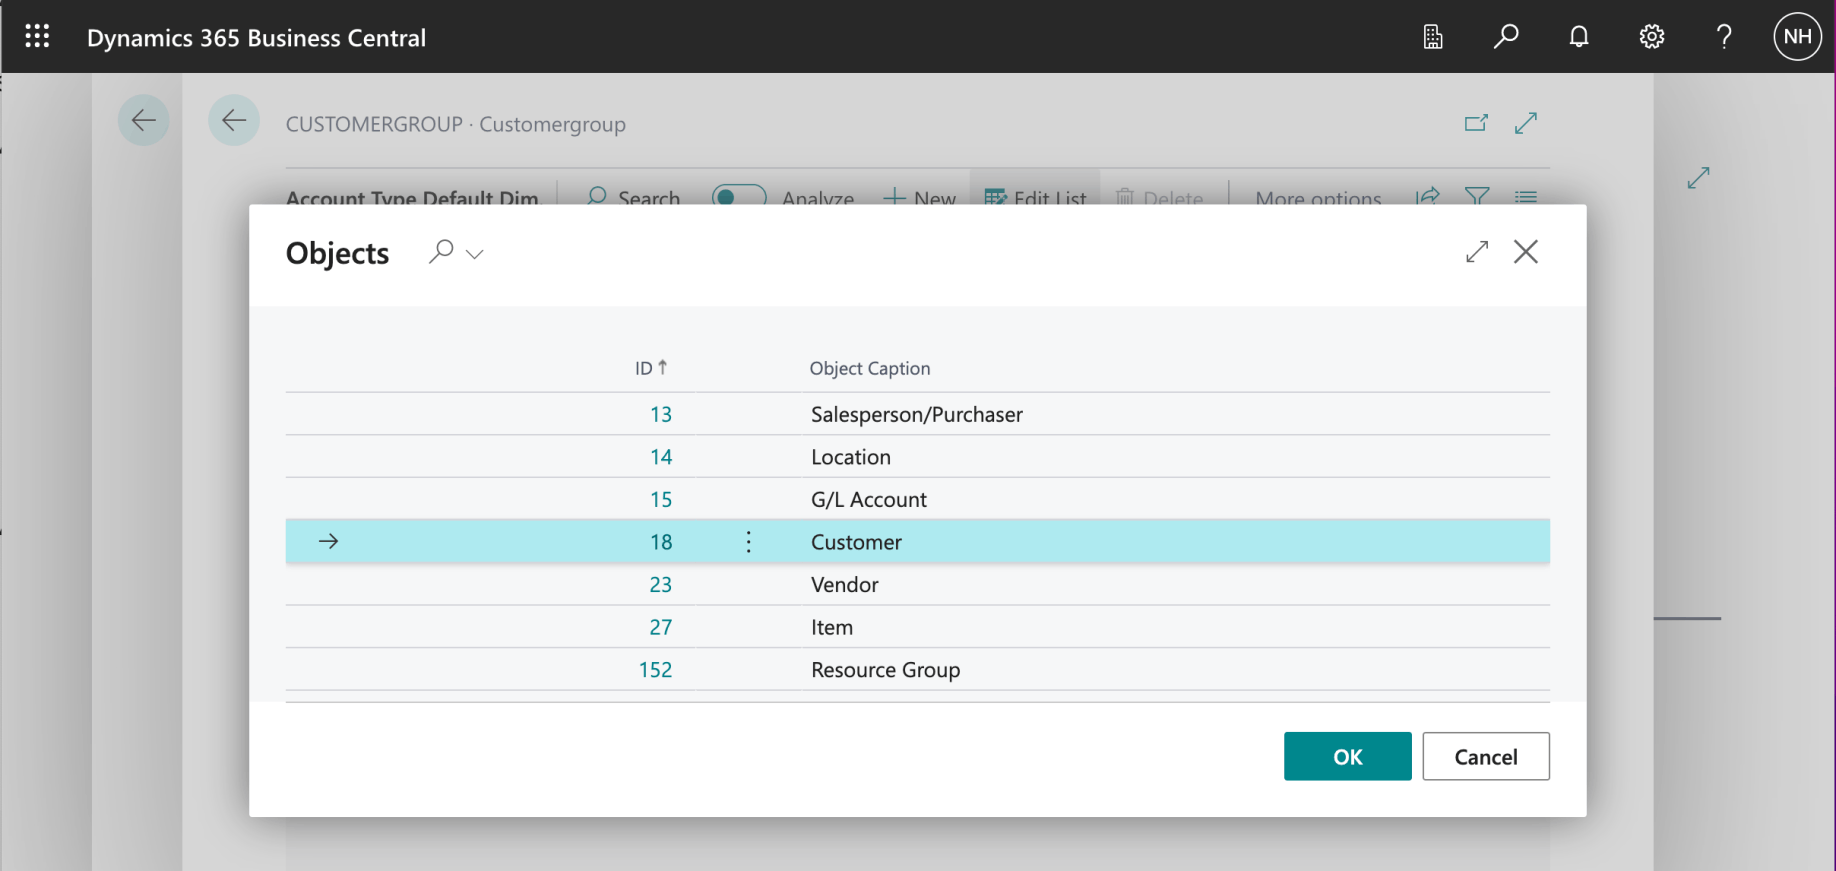 Dynamics 365 Business Central
NH
CUSTOMERGROUP · Customergroup
Account Type Default Dim. Search Analyze New Edit List Delete More options
Objects
ID↑ Object Caption
13 Salesperson/Purchaser
14 Location
15 G/L Account
18 Customer
23 Vendor
27 Item
152 Resource Group
OK Cancel